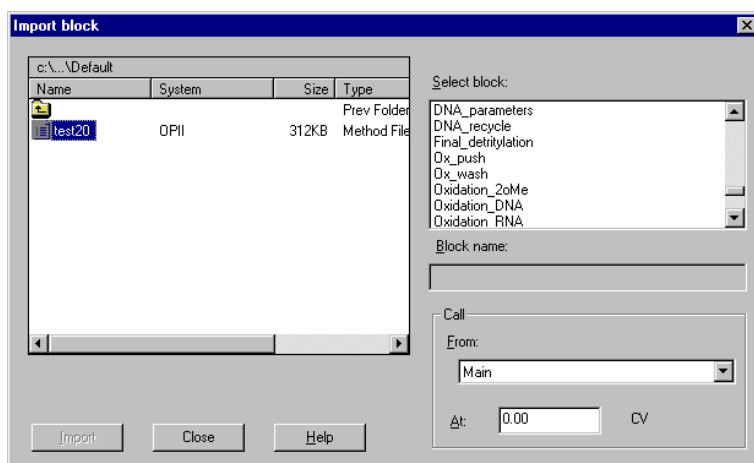 Import block
c:\...\Default
Name System Size Type
Prev Folder
test20 OPII 312KB Method File
Select block:
DNA_parameters
DNA_recycle
Final_detritylation
Ox_push
Ox_wash
Oxidation_2oMe
Oxidation_DNA
Oxidation_RNA
Block name:
Call
From:
Main
At: 0.00 CV
Import Close Help